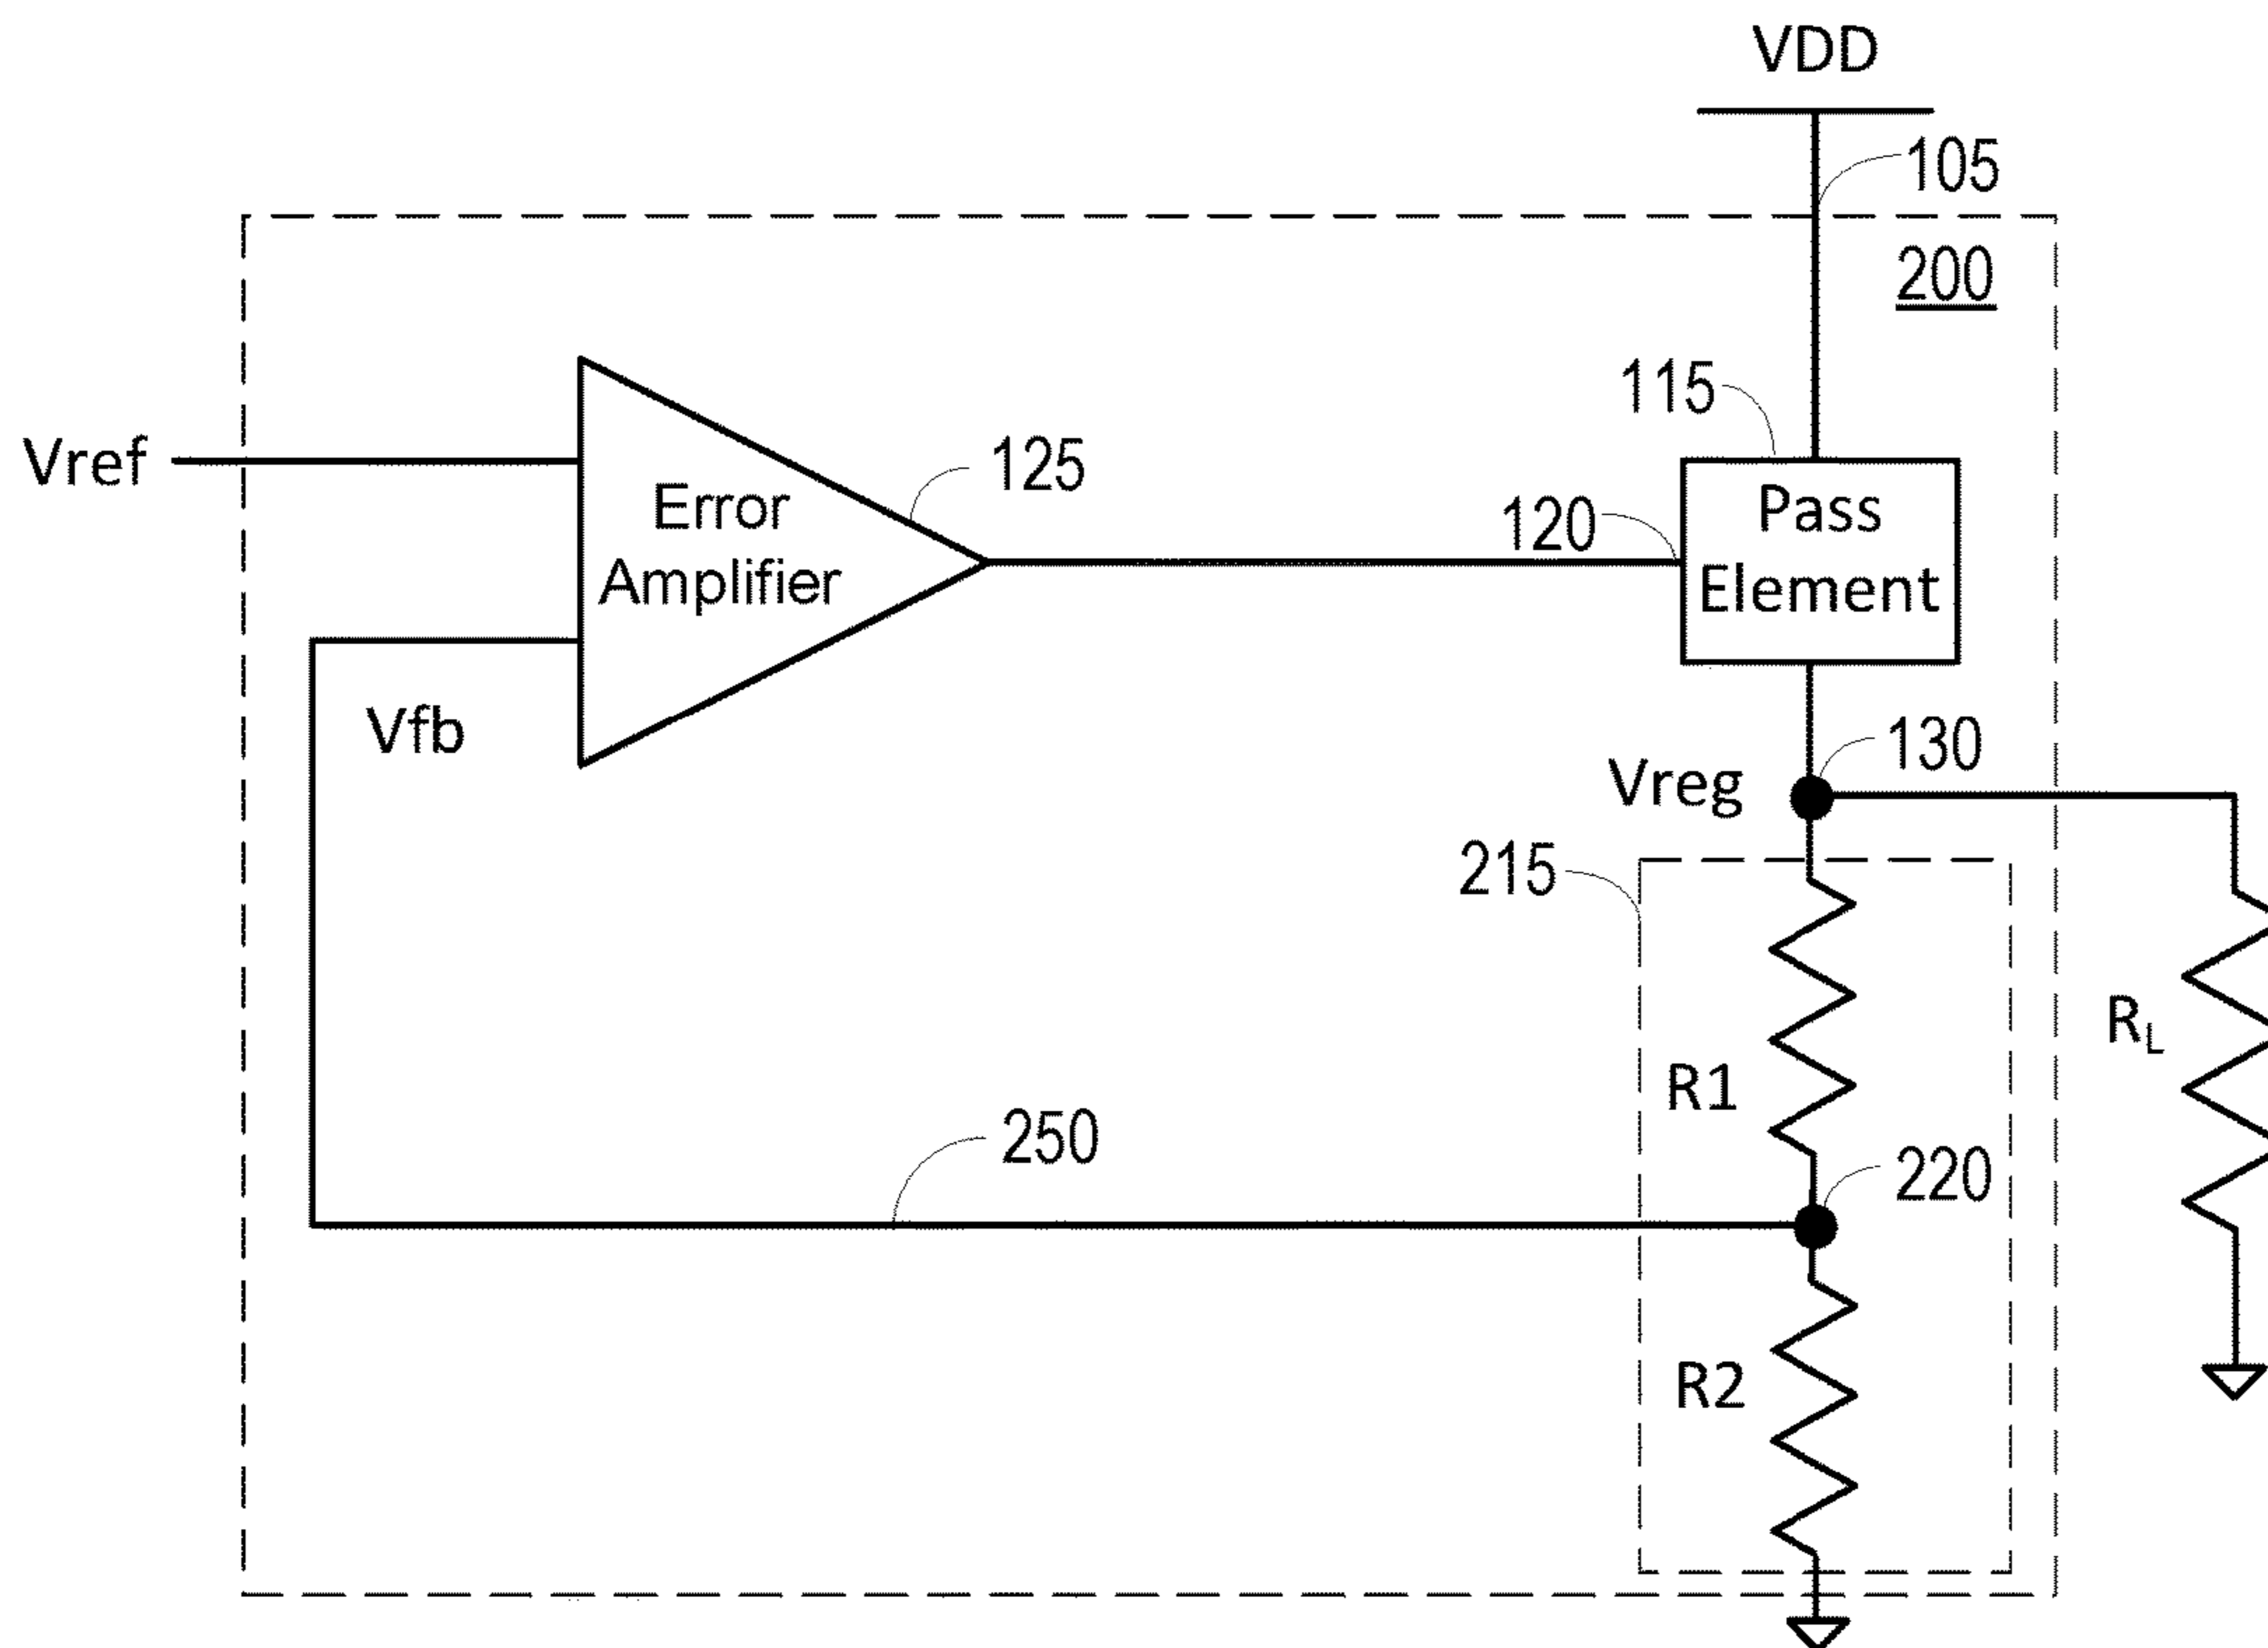 VDD
105
200
115
Vref
Error
Amplifier
125
120
Pass
Element
Vfb
130
Vreg
215
R1
RL
250
220
R2